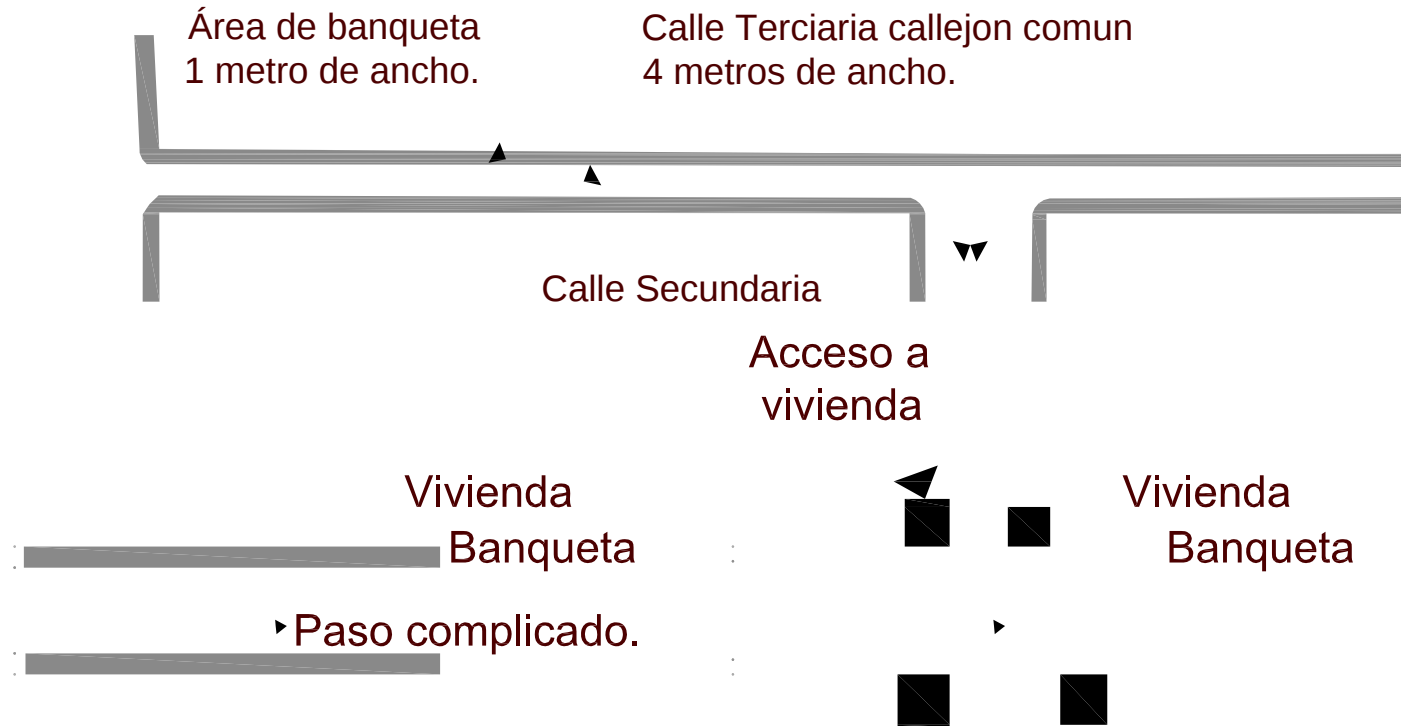 Área de banqueta
1 metro de ancho.
Calle Terciaria callejon comun
4 metros de ancho.
Calle Secundaria
Acceso a
vivienda
Vivienda
Banqueta
Paso complicado.
Vivienda
Banqueta